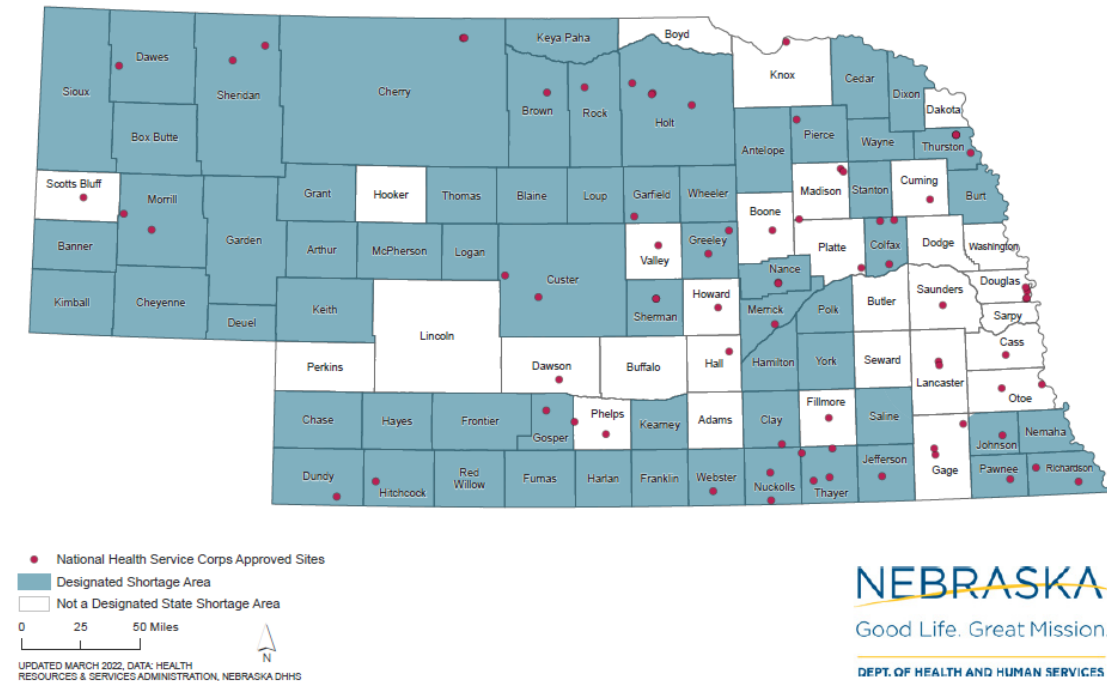 Keya Paha
Boyd
Knox
Dawes
Sioux
Sheridan
Cherry
Cedar
Dixon
Dakota
Brown
Rock
Holt
Box Butte
Antelope
Pierce
Wayne
Thurston
Scotts Bluff
Morrill
Grant
Hooker
Thomas
Blaine
Loup
Garfield
Wheeler
Madison
Stanton
Cuming
Burt
Boone
Banner
Garden
Arthur
McPherson
Logan
Custer
Valley
Greeley
Platte
Colfax
Dodge
Washington
Nance
Douglas
Kimball
Cheyenne
Deuel
Keith
Lincoln
Sherman
Howard
Merrick
Polk
Butler
Saunders
Sarpy
Cass
Perkins
Dawson
Buffalo
Hall
Hamilton
York
Seward
Lancaster
Otoe
Chase
Hayes
Frontier
Gosper
Phelps
Kearney
Adams
Clay
Fillmore
Saline
Johnson
Nemaha
Dundy
Hitchcock
Red
Willow
Furnas
Harlan
Franklin
Webster
Nuckolls
Thayer
Jefferson
Gage
Pawnee
Richardson
National Health Service Corps Approved Sites
Designated Shortage Area
Not a Designated State Shortage Area
0 25 50 Miles
N
UPDATED MARCH 2022, DATA: HEALTH
RESOURCES & SERVICES ADMINISTRATION, NEBRASKA DHHS
NEBRASKA
Good Life. Great Mission.
DEPT. OF HEALTH AND HUMAN SERVICES